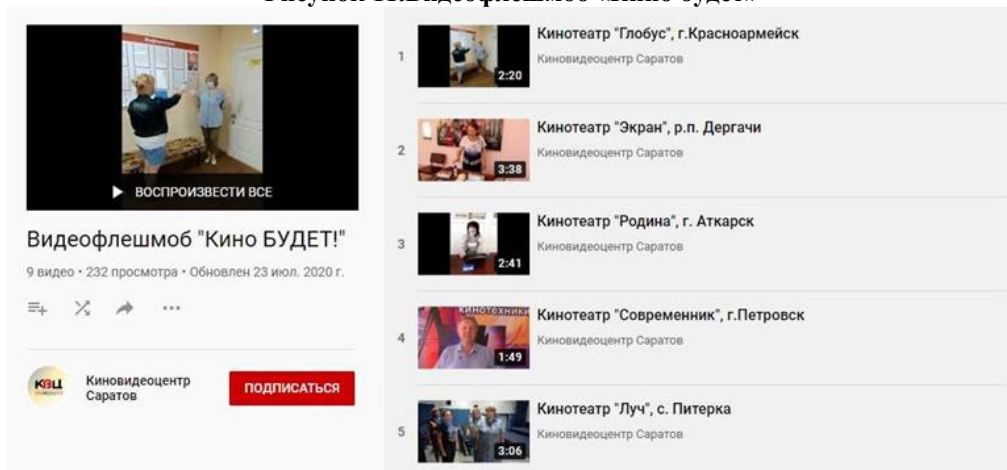 ВОСПРОИЗВЕСТИ ВСЕ
Видеофлешмоб "Кино БУДЕТ!"
9 видео • 232 просмотра • Обновлен 23 июл. 2020 г.
КВЦ
Киновидеоцентр
Саратов
ПОДПИСАТЬСЯ
1
2:20
Кинотеатр "Глобус", г.Красноармейск
Киновидеоцентр Саратов
2
3:38
Кинотеатр "Экран", р.п. Дергачи
Киновидеоцентр Саратов
3
2:41
Кинотеатр "Родина", г. Аткарск
Киновидеоцентр Саратов
4
КИНОТЕХНИКИ
1:49
Кинотеатр "Современник", г.Петровск
Киновидеоцентр Саратов
5
3:06
Кинотеатр "Луч", с. Питерка
Киновидеоцентр Саратов